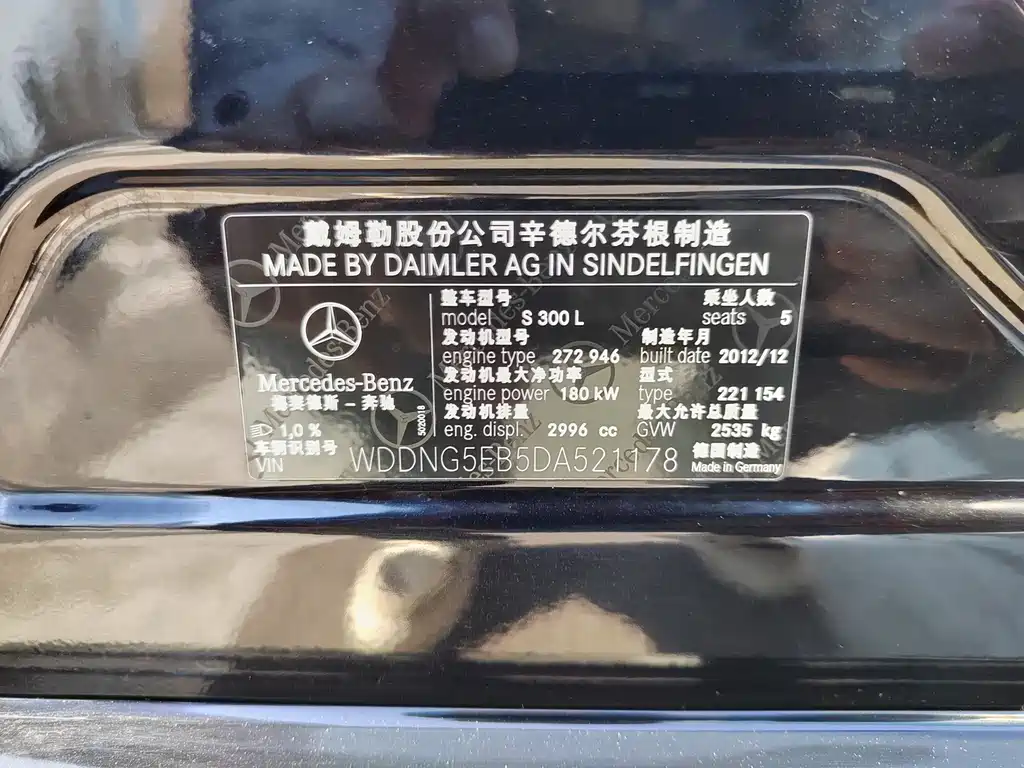 戴姆勒股份公司辛德尔芬根制造
MADE BY DAIMLER AG IN SINDELFINGEN
整车型号 乘坐人数
model S 300 L seats 5
发动机型号 制造年月
engine type 272 946 built date 2012/12
发动机最大净功率 型式
engine power 180 kW type 221 154
发动机排量 最大允许总质量
eng. displ. 2996 cc GVW 2535 kg
Mercedes-Benz
梅赛德斯-奔驰
5020018
1,0 %
车辆识别号
VIN WDDNG5EB5DA521178
德国制造
Made in Germany